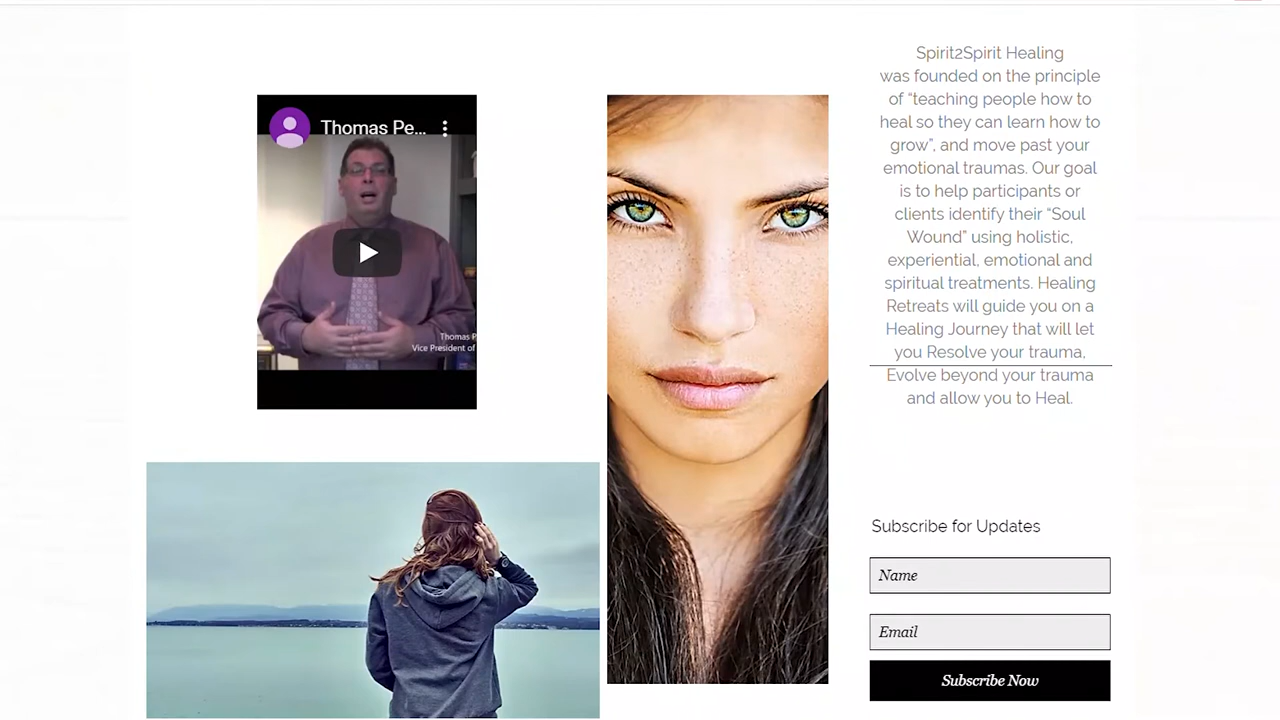 Thomas Pe...
Thomas P
Vice President of
Spirit2Spirit Healing
was founded on the principle
of “teaching people how to
heal so they can learn how to
grow”, and move past your
emotional traumas. Our goal
is to help participants or
clients identify their “Soul
Wound” using holistic,
experiential, emotional and
spiritual treatments. Healing
Retreats will guide you on a
Healing Journey that will let
you Resolve your trauma,
Evolve beyond your trauma
and allow you to Heal.
Subscribe for Updates
Name
Email
Subscribe Now